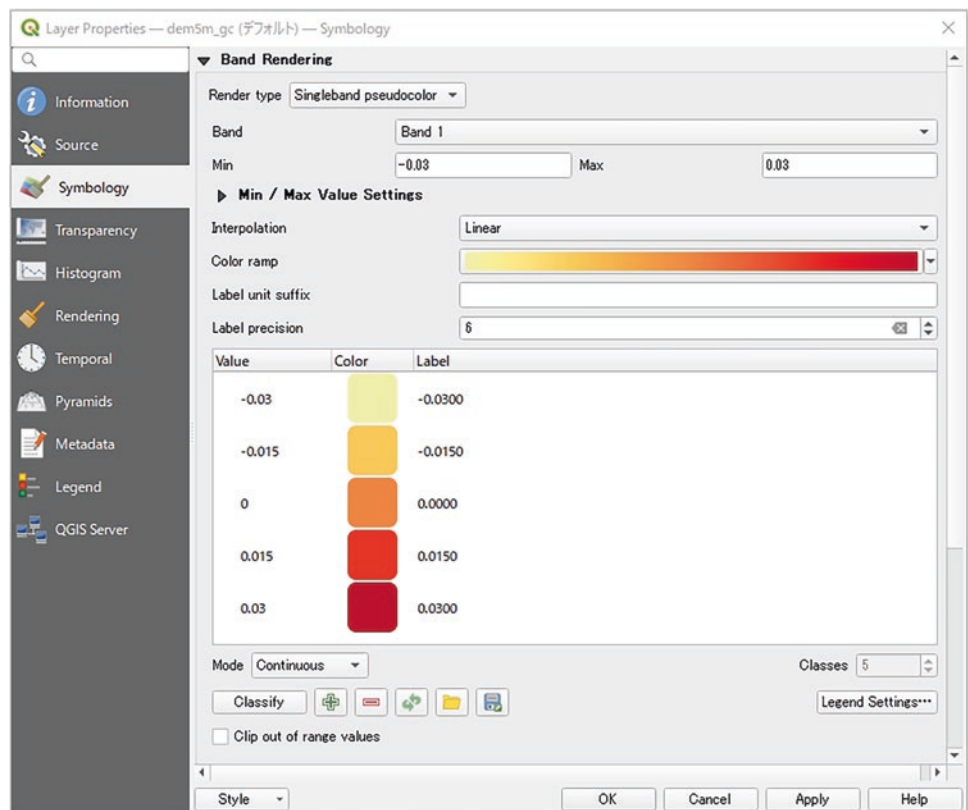 Layer Properties — dem5m_gc (デフォルト) — Symbology
Information
Source
Symbology
Transparency
Histogram
Rendering
Temporal
Pyramids
Metadata
Legend
QGIS Server
Band Rendering
Render type Singleband pseudocolor
Band Band 1
Min -0.03 Max 0.03
Min / Max Value Settings
Interpolation Linear
Color ramp
Label unit suffix
Label precision 6
Value Color Label
-0.03 -0.0300
-0.015 -0.0150
0 0.0000
0.015 0.0150
0.03 0.0300
Mode Continuous Classes 5
Classify Legend Settings…
Clip out of range values
Style OK Cancel Apply Help